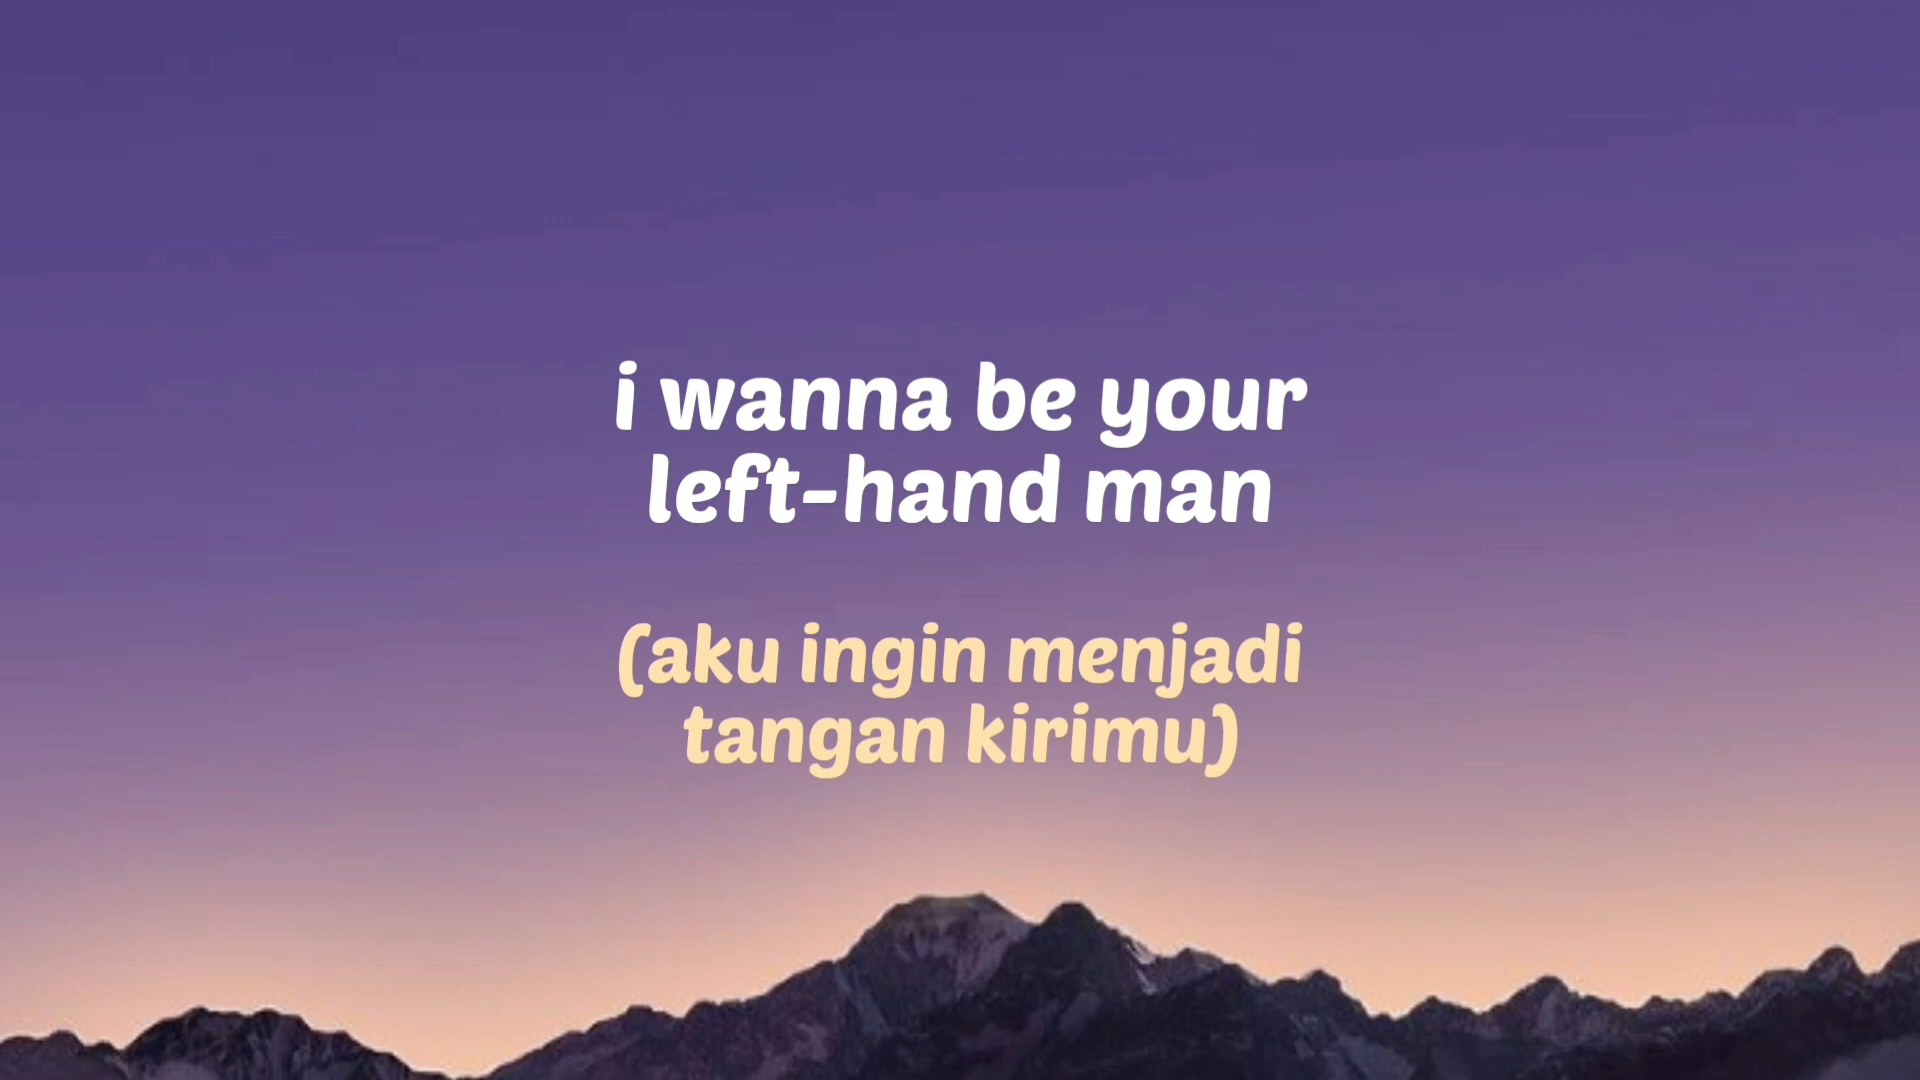 i wanna be your
left-hand man
(aku ingin menjadi
tangan kirimu)